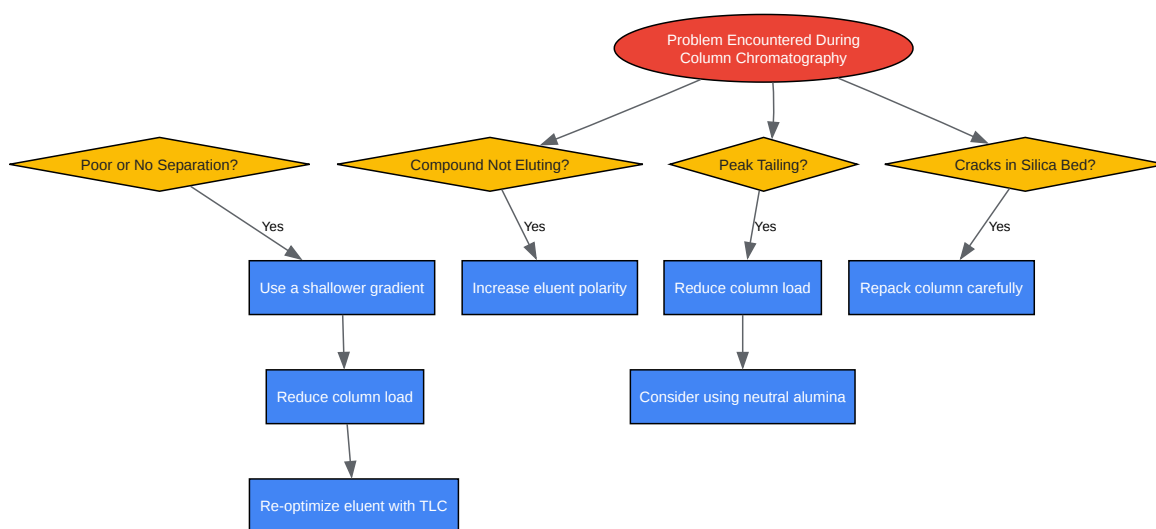 Problem Encountered During
Column Chromatography
Poor or No Separation?
Compound Not Eluting?
Peak Tailing?
Cracks in Silica Bed?
Yes
Yes
Yes
Yes
Use a shallower gradient
Increase eluent polarity
Reduce column load
Repack column carefully
Reduce column load
Consider using neutral alumina
Re-optimize eluent with TLC